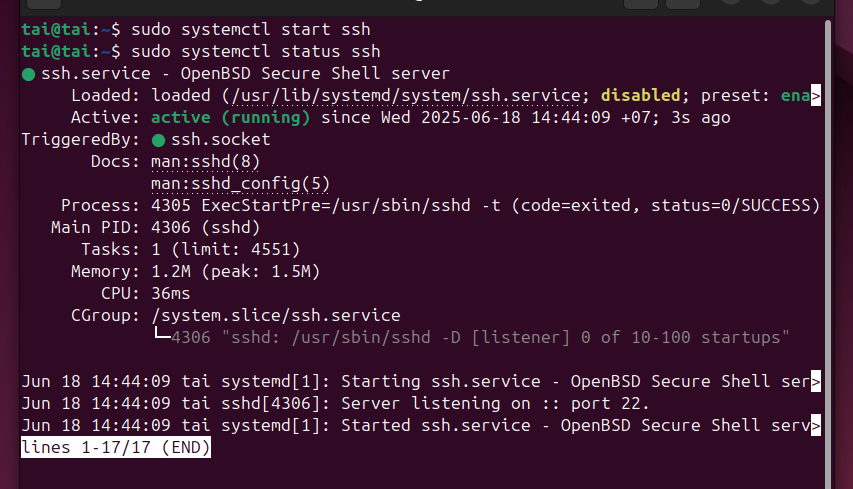 tai@tai:~$ sudo systemctl start ssh
tai@tai:~$ sudo systemctl status ssh
● ssh.service - OpenBSD Secure Shell server
     Loaded: loaded (/usr/lib/systemd/system/ssh.service; disabled; preset: ena>
     Active: active (running) since Wed 2025-06-18 14:44:09 +07; 3s ago
TriggeredBy: ● ssh.socket
       Docs: man:sshd(8)
             man:sshd_config(5)
    Process: 4305 ExecStartPre=/usr/sbin/sshd -t (code=exited, status=0/SUCCESS)
   Main PID: 4306 (sshd)
      Tasks: 1 (limit: 4551)
     Memory: 1.2M (peak: 1.5M)
        CPU: 36ms
     CGroup: /system.slice/ssh.service
             └─4306 "sshd: /usr/sbin/sshd -D [listener] 0 of 10-100 startups"

Jun 18 14:44:09 tai systemd[1]: Starting ssh.service - OpenBSD Secure Shell ser>
Jun 18 14:44:09 tai sshd[4306]: Server listening on :: port 22.
Jun 18 14:44:09 tai systemd[1]: Started ssh.service - OpenBSD Secure Shell serv>
lines 1-17/17 (END)